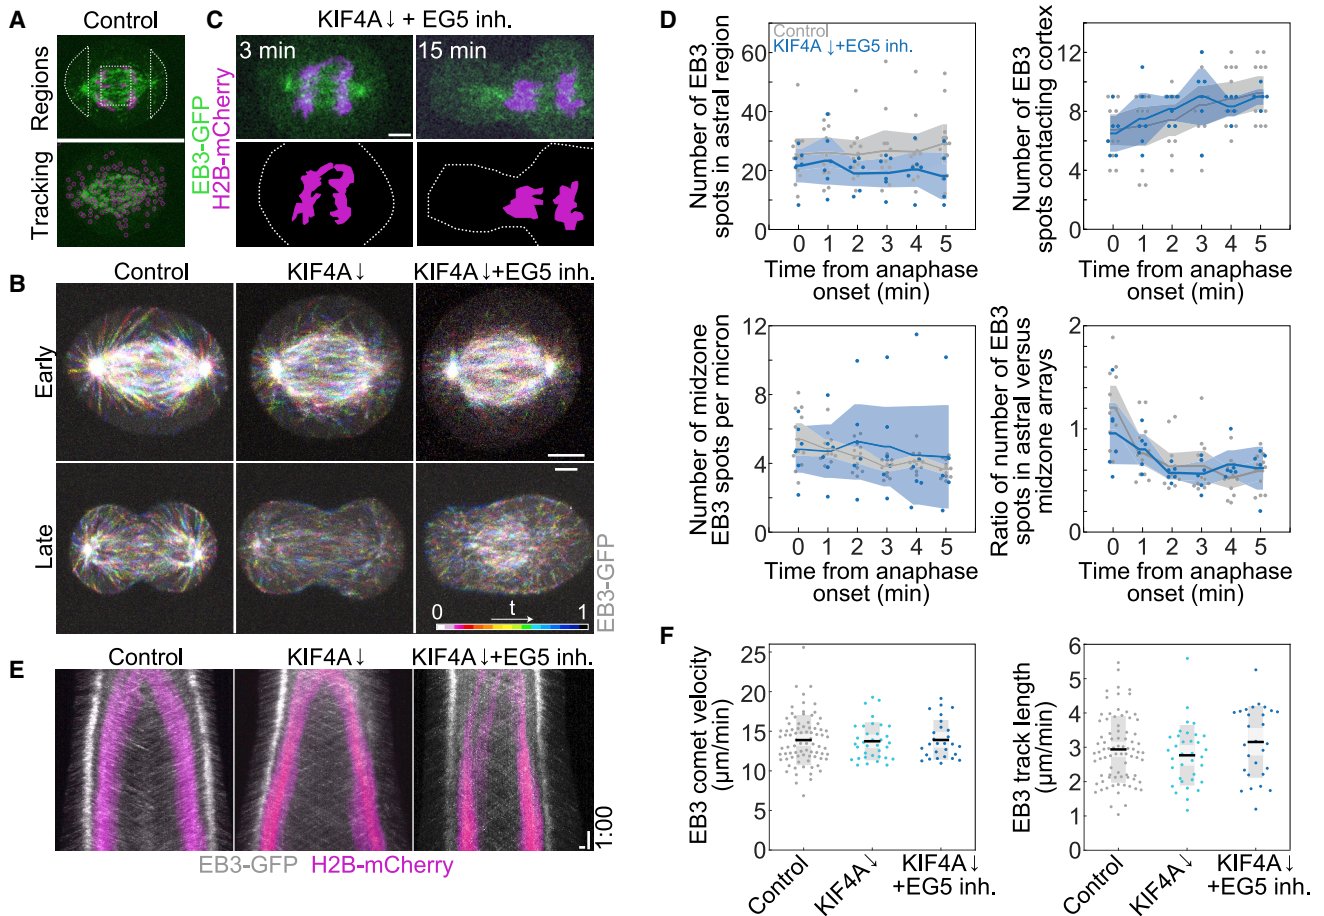 A
Control
Regions
Tracking
C
KIF4A↓ + EG5 inh.
3 min
15 min
EB3-GFP
H2B-mCherry
B
Control
KIF4A↓
KIF4A↓+EG5 inh.
Early
Late
0
t
1
EB3-GFP
E
Control
KIF4A↓
KIF4A↓+EG5 inh.
1:00
EB3-GFP H2B-mCherry
D
Number of EB3
spots in astral region
Control
KIF4A ↓+EG5 inh.
60
40
20
0
0 1 2 3 4 5
Time from anaphase
onset (min)
Number of EB3
spots contacting cortex
12
8
4
0
0 1 2 3 4 5
Time from anaphase
onset (min)
Number of midzone
EB3 spots per micron
12
8
4
0
0 1 2 3 4 5
Time from anaphase
onset (min)
Ratio of number of EB3
spots in astral versus
midzone arrays
2
1
0
0 1 2 3 4 5
Time from anaphase
onset (min)
F
EB3 comet velocity
(µm/min)
25
20
15
10
5
0
Control
KIF4A↓
KIF4A↓
+EG5 inh.
EB3 track length
(µm/min)
6
5
4
3
2
1
0
Control
KIF4A↓
KIF4A↓
+EG5 inh.